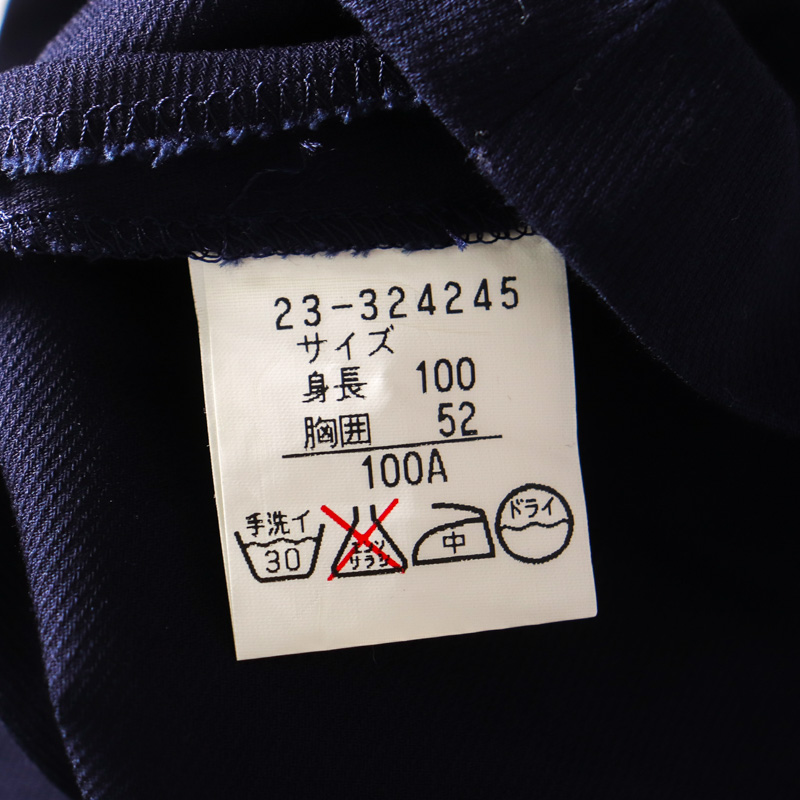 23-324245
サイズ
身長 100
胸囲 52
100A
手洗イ
30
エンソ
サラシ
中
ドライ